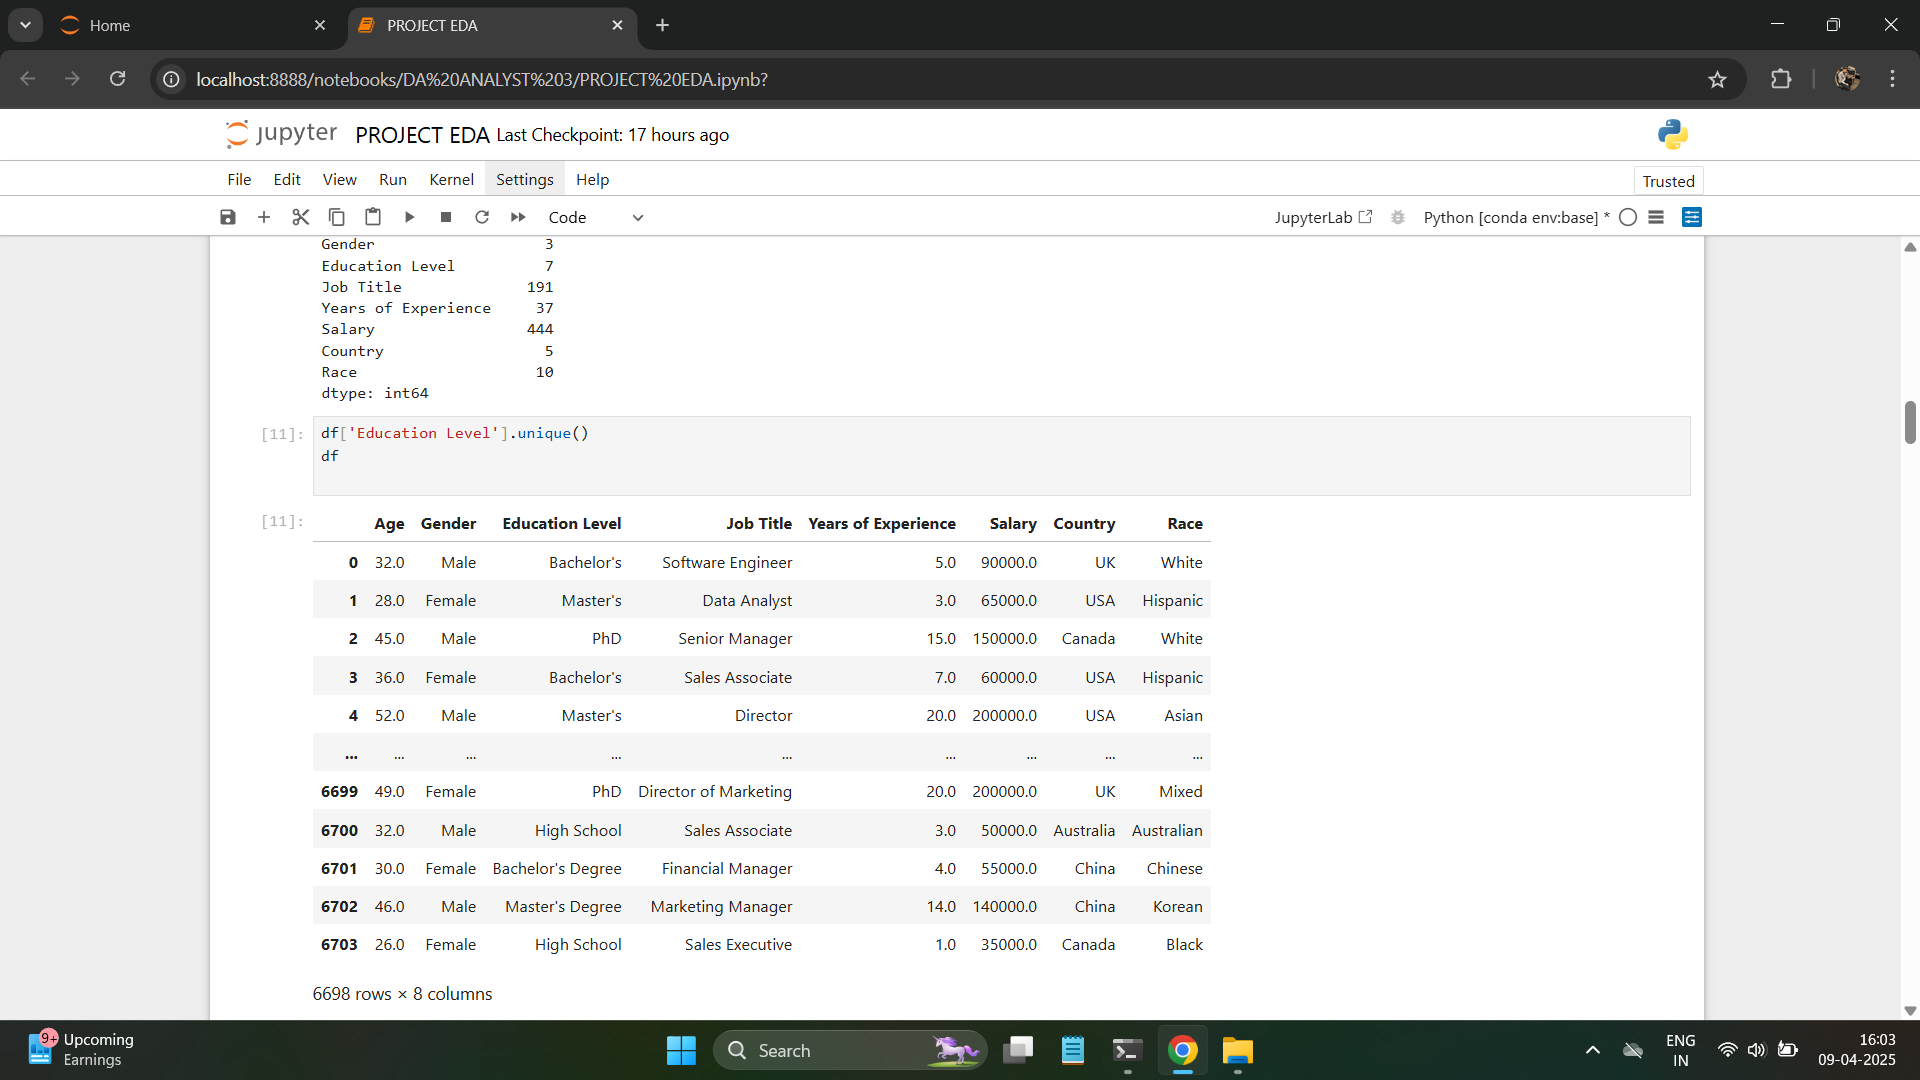 Home
PROJECT EDA
localhost:8888/notebooks/DA%20ANALYST%203/PROJECT%20EDA.ipynb?
jupyter PROJECT EDA Last Checkpoint: 17 hours ago
File Edit View Run Kernel Settings Help
Trusted
Code
JupyterLab
Python [conda env:base] *
Gender 3
Education Level 7
Job Title 191
Years of Experience 37
Salary 444
Country 5
Race 10
dtype: int64
[11]: df['Education Level'].unique()
df
[11]:
Age Gender Education Level Job Title Years of Experience Salary Country Race
0 32.0 Male Bachelor's Software Engineer 5.0 90000.0 UK White
1 28.0 Female Master's Data Analyst 3.0 65000.0 USA Hispanic
2 45.0 Male PhD Senior Manager 15.0 150000.0 Canada White
3 36.0 Female Bachelor's Sales Associate 7.0 60000.0 USA Hispanic
4 52.0 Male Master's Director 20.0 200000.0 USA Asian
... ... ... ... ... ... ... ... ...
6699 49.0 Female PhD Director of Marketing 20.0 200000.0 UK Mixed
6700 32.0 Male High School Sales Associate 3.0 50000.0 Australia Australian
6701 30.0 Female Bachelor's Degree Financial Manager 4.0 55000.0 China Chinese
6702 46.0 Male Master's Degree Marketing Manager 14.0 140000.0 China Korean
6703 26.0 Female High School Sales Executive 1.0 35000.0 Canada Black
6698 rows × 8 columns
9+
Upcoming
Earnings
Search
ENG
IN
16:03
09-04-2025